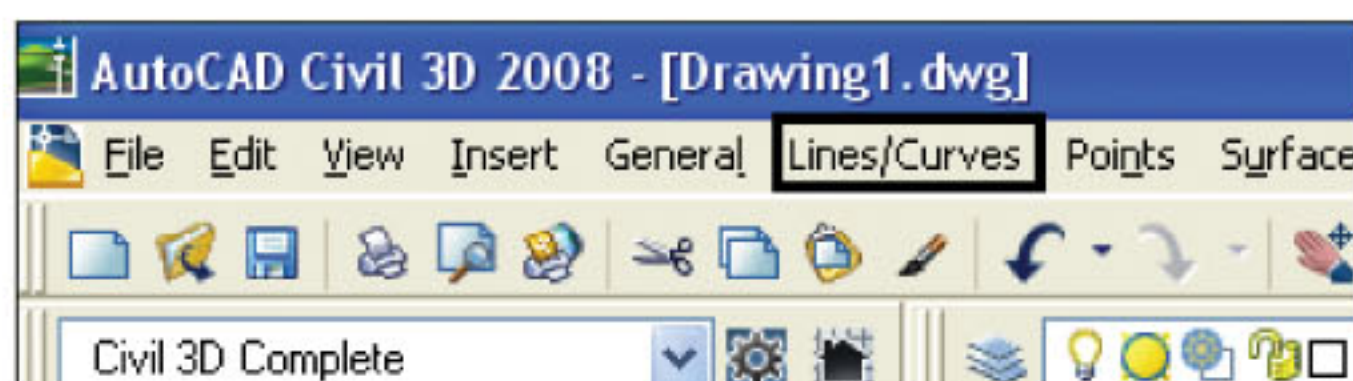 AutoCAD Civil 3D 2008 - [Drawing1.dwg]
File Edit View Insert General Lines/Curves Points Surface
Civil 3D Complete